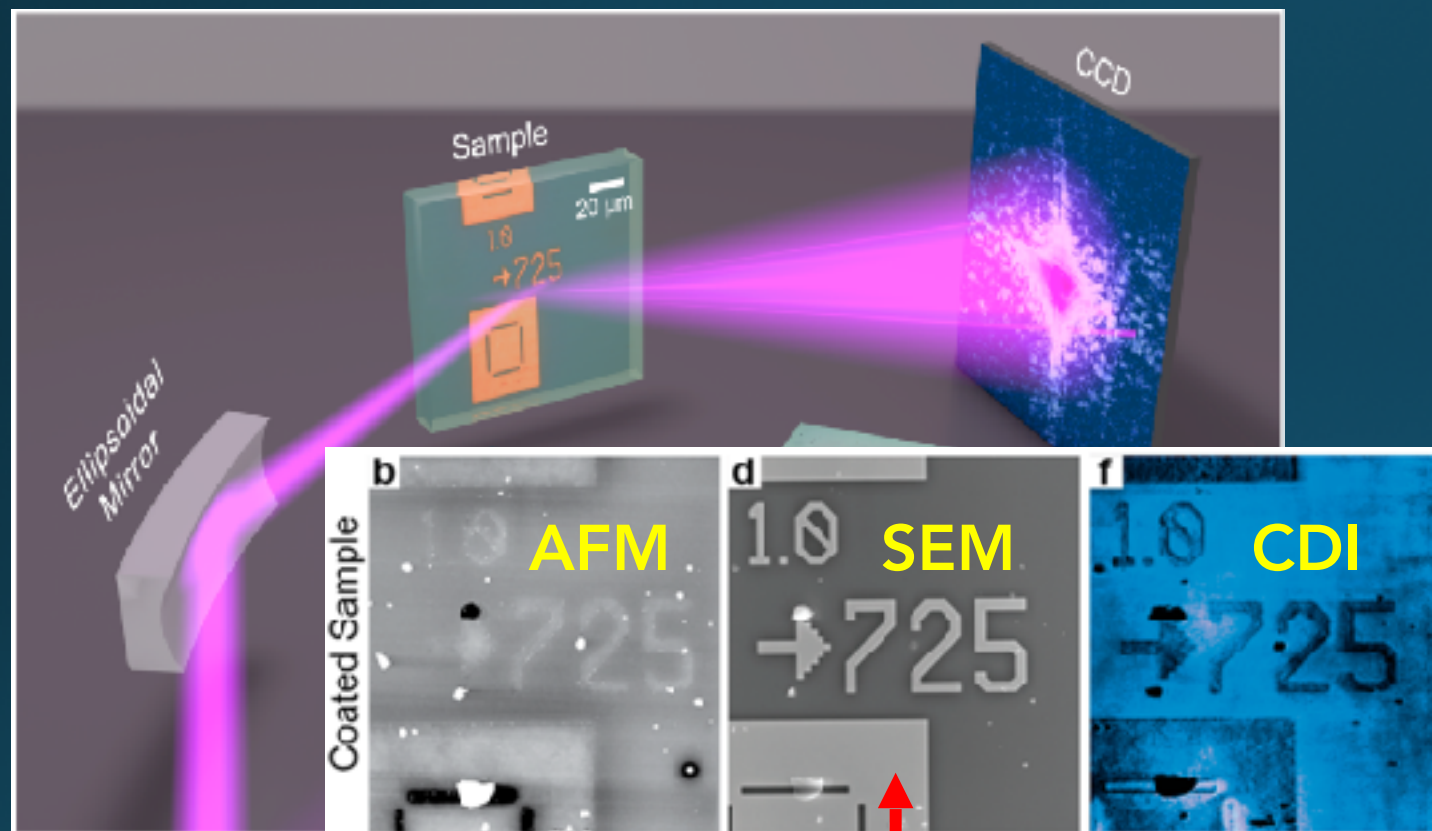 CCD
Sample
20 µm
1.0
→725
Ellipsoidal
Mirror
Coated Sample
b
AFM
1.0
725
d
SEM
1.0
→725
f
CDI
1.0
→725